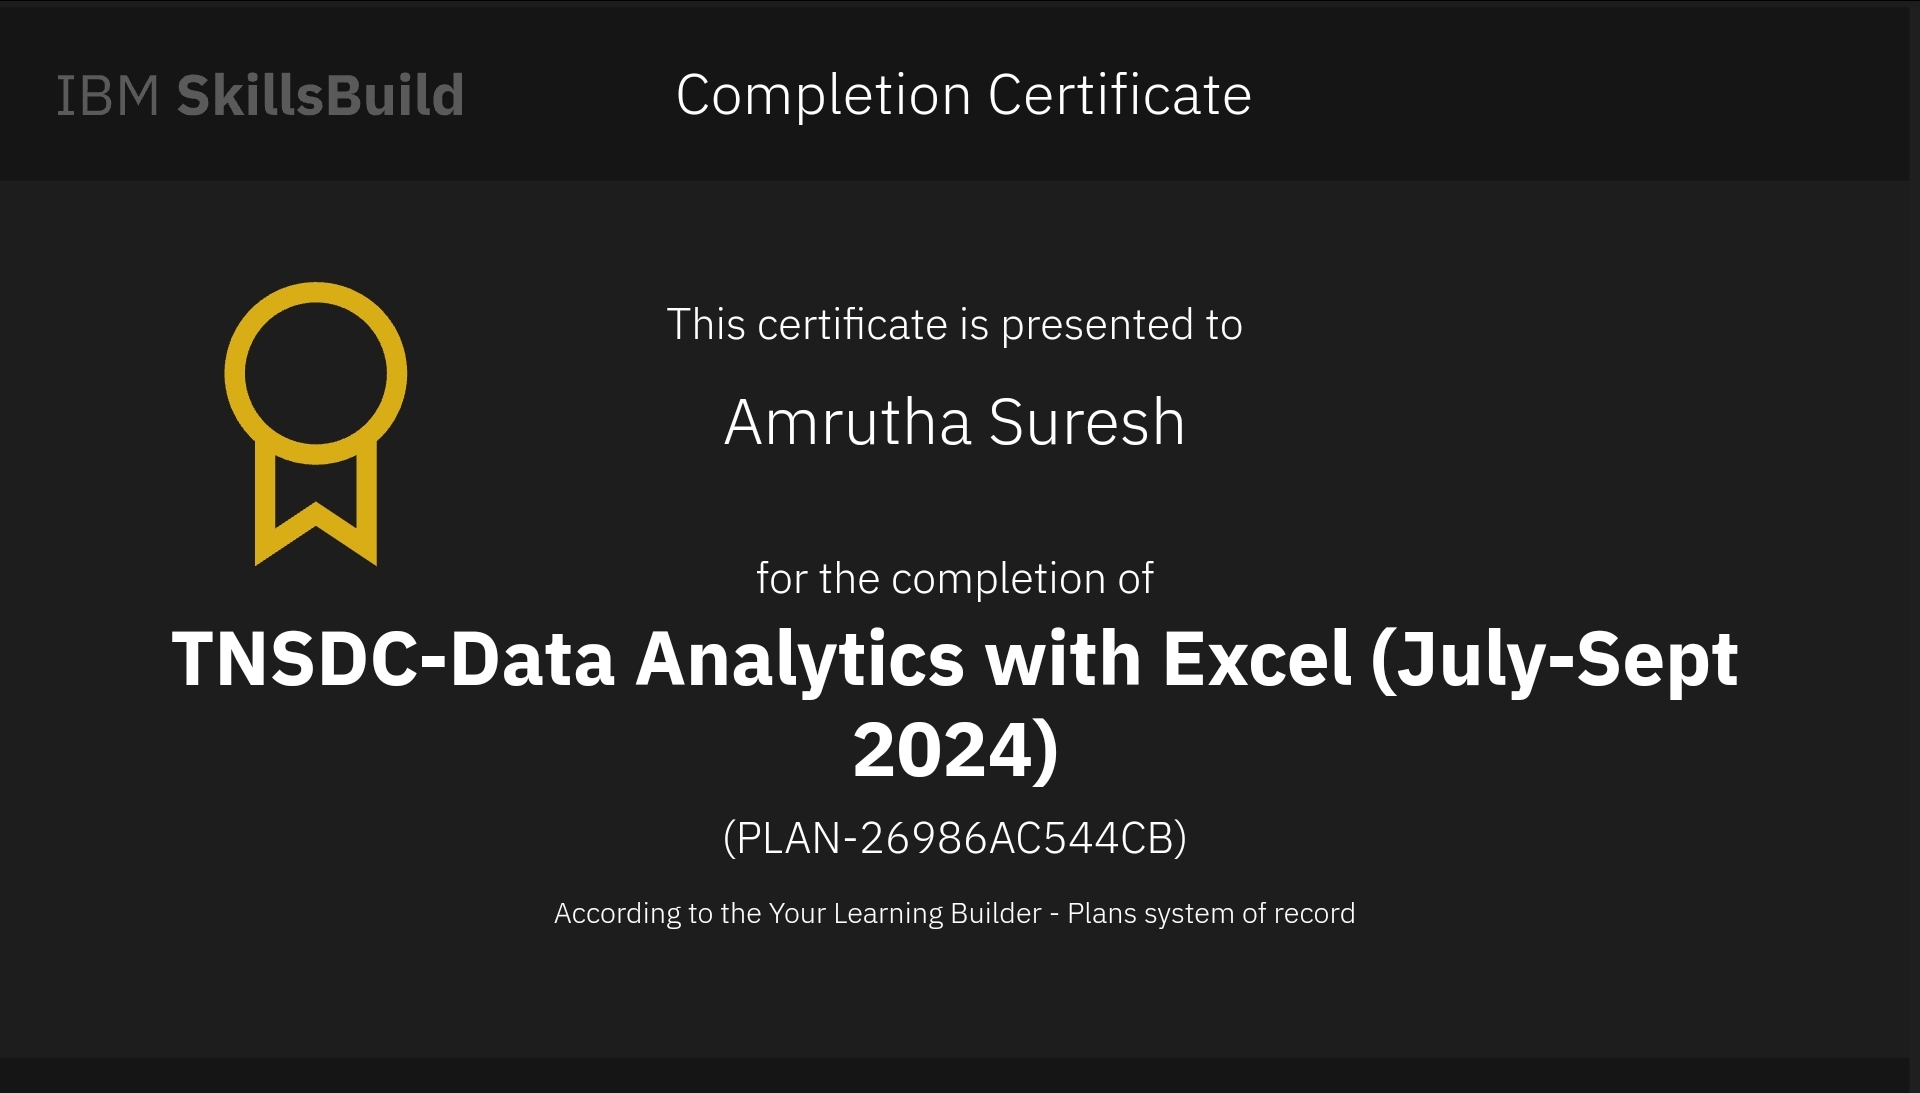 IBM SkillsBuild
Completion Certificate
This certificate is presented to
Amrutha Suresh
for the completion of
TNSDC-Data Analytics with Excel (July-Sept
2024)
(PLAN-26986AC544CB)
According to the Your Learning Builder - Plans system of record